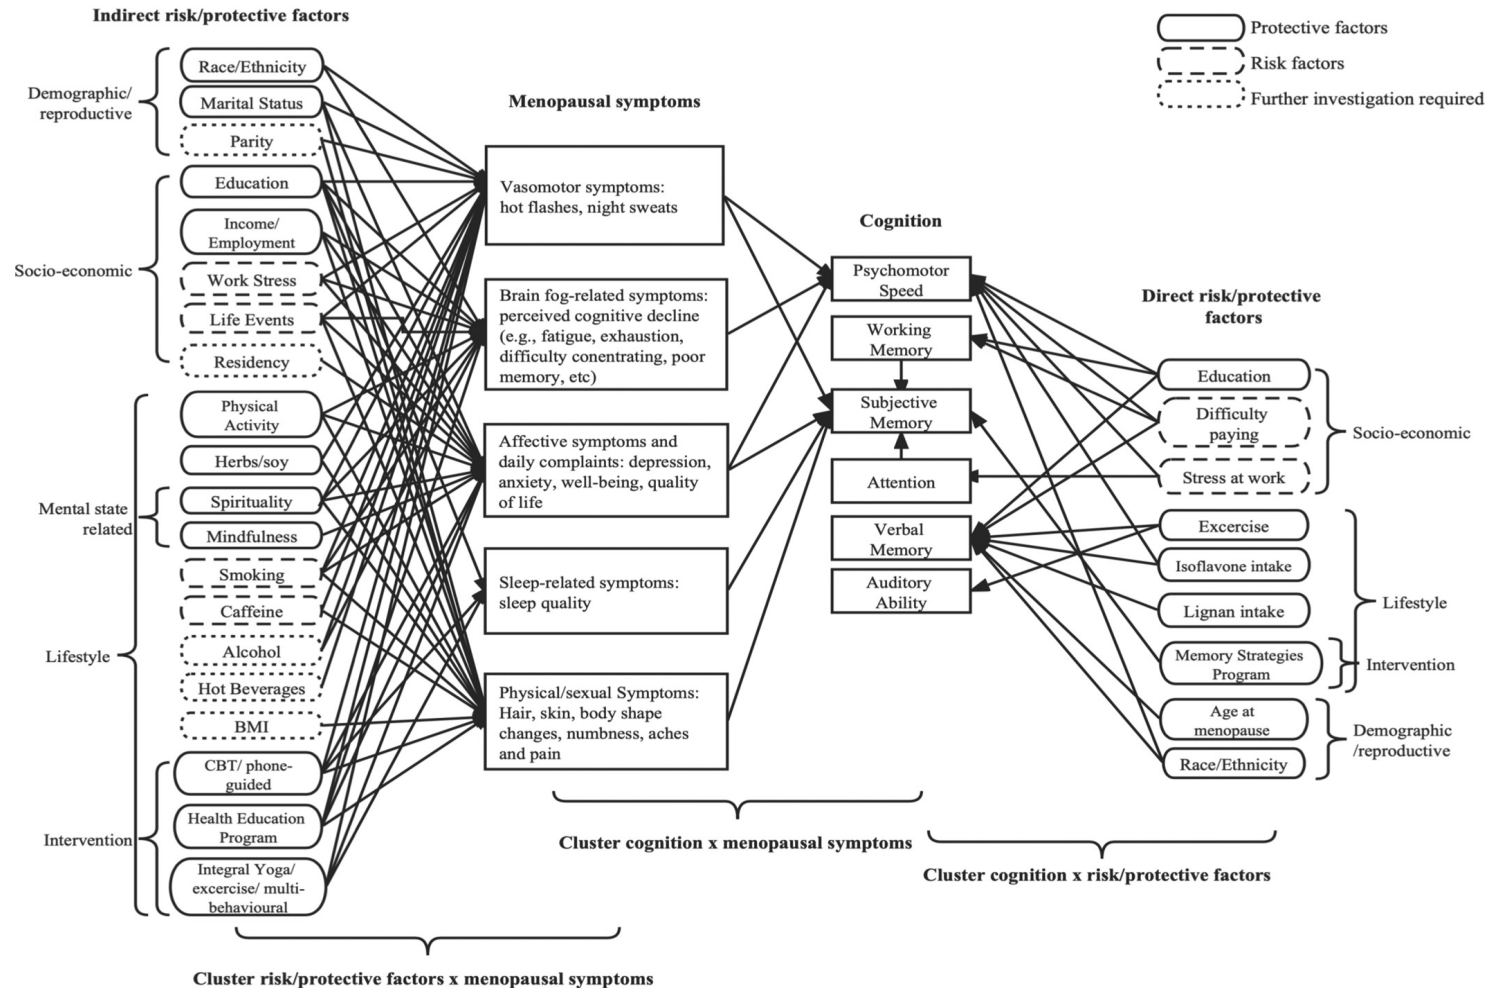 Indirect risk/protective factors
Demographic/
reproductive
Race/Ethnicity
Marital Status
Parity
Socio-economic
Education
Income/
Employment
Work Stress
Life Events
Residency
Lifestyle
Physical
Activity
Herbs/soy
Mental state
related
Spirituality
Mindfulness
Smoking
Caffeine
Alcohol
Hot Beverages
BMI
Intervention
CBT/ phone-
guided
Health Education
Program
Integral Yoga/
excercise/ multi-
behavioural
Cluster risk/protective factors x menopausal symptoms
Menopausal symptoms
Vasomotor symptoms:
hot flashes, night sweats
Brain fog-related symptoms:
perceived cognitive decline
(e.g., fatigue, exhaustion,
difficulty conentrating, poor
memory, etc)
Affective symptoms and
daily complaints: depression,
anxiety, well-being, quality
of life
Sleep-related symptoms:
sleep quality
Physical/sexual Symptoms:
Hair, skin, body shape
changes, numbness, aches
and pain
Cluster cognition x menopausal symptoms
Cognition
Psychomotor
Speed
Working
Memory
Subjective
Memory
Attention
Verbal
Memory
Auditory
Ability
Cluster cognition x risk/protective factors
Protective factors
Risk factors
Further investigation required
Direct risk/protective
factors
Education
Difficulty
paying
Stress at work
Socio-economic
Excercise
Isoflavone intake
Lignan intake
Lifestyle
Memory Strategies
Program
Intervention
Age at
menopause
Race/Ethnicity
Demographic
/reproductive